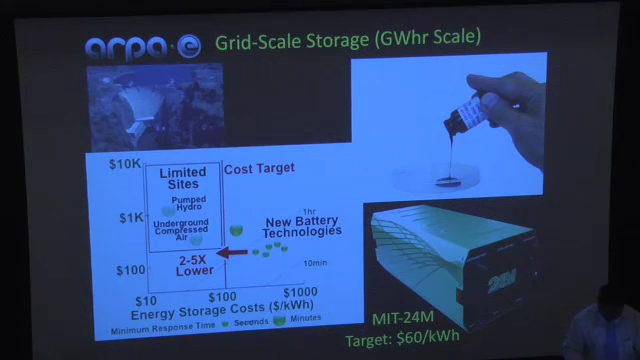 arpa·e
Grid-Scale Storage (GWhr Scale)
$10K
$1K
$100
Limited
Sites
Pumped
Hydro
Underground
Compressed
Air
Cost Target
1hr
New Battery
Technologies
2-5X
Lower
10min
$10
$100
$1000
Energy Storage Costs ($/kWh)
Minimum Response Time
Seconds
Minutes
24M
MIT-24M
Target: $60/kWh